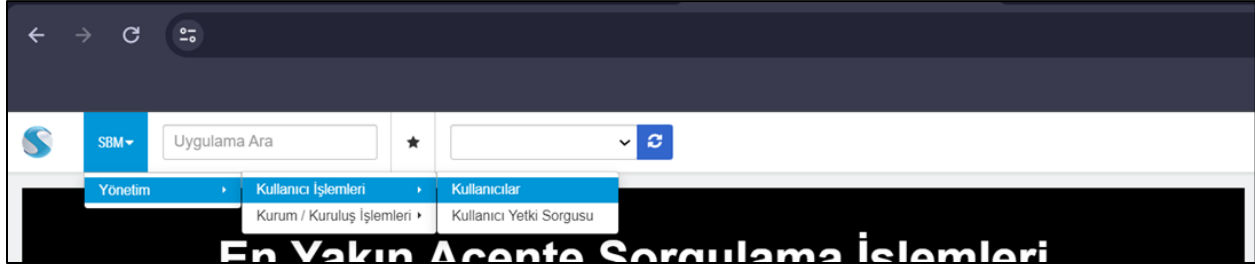 SBM
Uygulama Ara
Yönetim
Kullanıcı İşlemleri
Kullanıcılar
Kurum / Kuruluş İşlemleri
Kullanıcı Yetki Sorgusu
En Yakın Acente Sorgulama İşlemleri